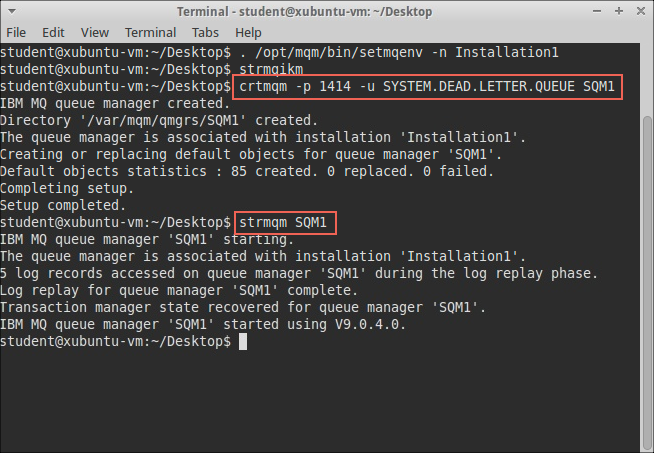 Terminal - student@xubuntu-vm: ~/Desktop
File Edit View Terminal Tabs Help
student@xubuntu-vm:~/Desktop$ . /opt/mqm/bin/setmqenv -n Installation1
student@xubuntu-vm:~/Desktop$ strmqikm
student@xubuntu-vm:~/Desktop$ crtmqm -p 1414 -u SYSTEM.DEAD.LETTER.QUEUE SQM1
IBM MQ queue manager created.
Directory '/var/mqm/qmgrs/SQM1' created.
The queue manager is associated with installation 'Installation1'.
Creating or replacing default objects for queue manager 'SQM1'.
Default objects statistics : 85 created. 0 replaced. 0 failed.
Completing setup.
Setup completed.
student@xubuntu-vm:~/Desktop$ strmqm SQM1
IBM MQ queue manager 'SQM1' starting.
The queue manager is associated with installation 'Installation1'.
5 log records accessed on queue manager 'SQM1' during the log replay phase.
Log replay for queue manager 'SQM1' complete.
Transaction manager state recovered for queue manager 'SQM1'.
IBM MQ queue manager 'SQM1' started using V9.0.4.0.
student@xubuntu-vm:~/Desktop$